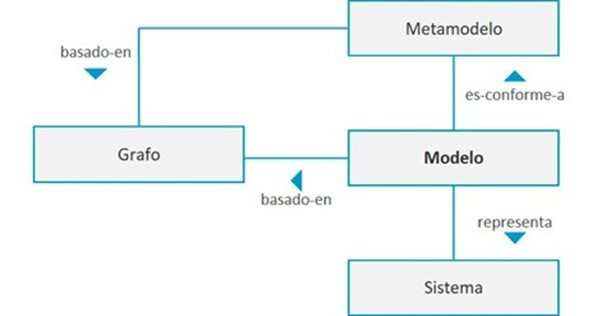 Metamodelo
basado-en
es-conforme-a
Grafo
Modelo
basado-en
representa
Sistema